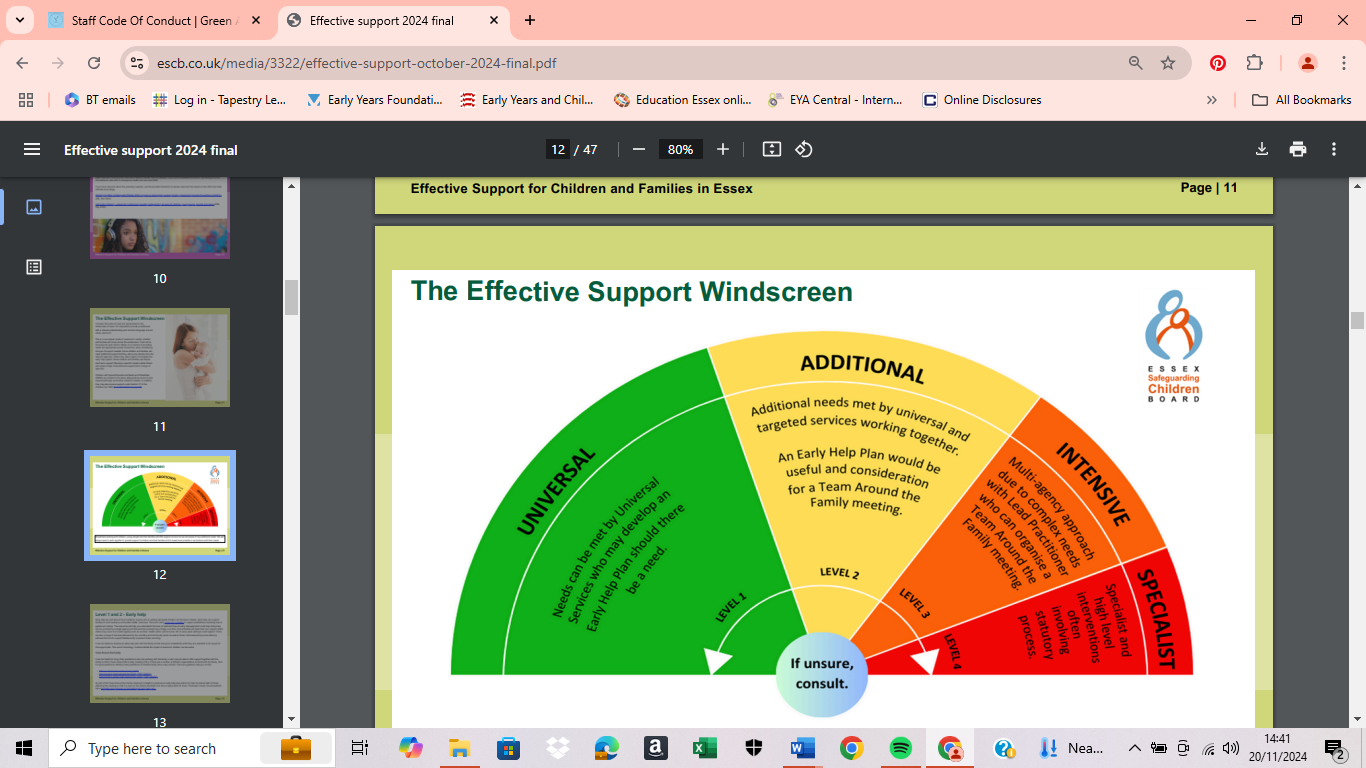 Staff Code Of Conduct | Green
Effective support 2024 final
escb.co.uk/media/3322/effective-support-october-2024-final.pdf
BT emails
Log in - Tapestry Le...
Early Years Foundati...
Early Years and Chil...
Education Essex onli...
EYA Central - Intern...
Online Disclosures
All Bookmarks
Effective support 2024 final
12 / 47
80%
10
11
12
13
Effective Support for Children and Families in Essex
Page | 11
The Effective Support Windscreen
ESSEX
Safeguarding
Children
BOARD
UNIVERSAL
Needs can be met by Universal
Services who may develop an
Early Help Plan should there
be a need.
LEVEL 1
ADDITIONAL
Additional needs met by universal and
targeted services working together.
An Early Help Plan would be
useful and consideration
for a Team Around the
Family meeting.
LEVEL 2
INTENSIVE
Multi-agency approach
due to complex needs
with Lead Practitioner
who can organise a
Team Around the
Family meeting.
LEVEL 3
SPECIALIST
Specialist and
high level
interventions
often
involving
statutory
process.
LEVEL 4
If unsure,
consult.
Type here to search
Nea...
14:41
20/11/2024
2